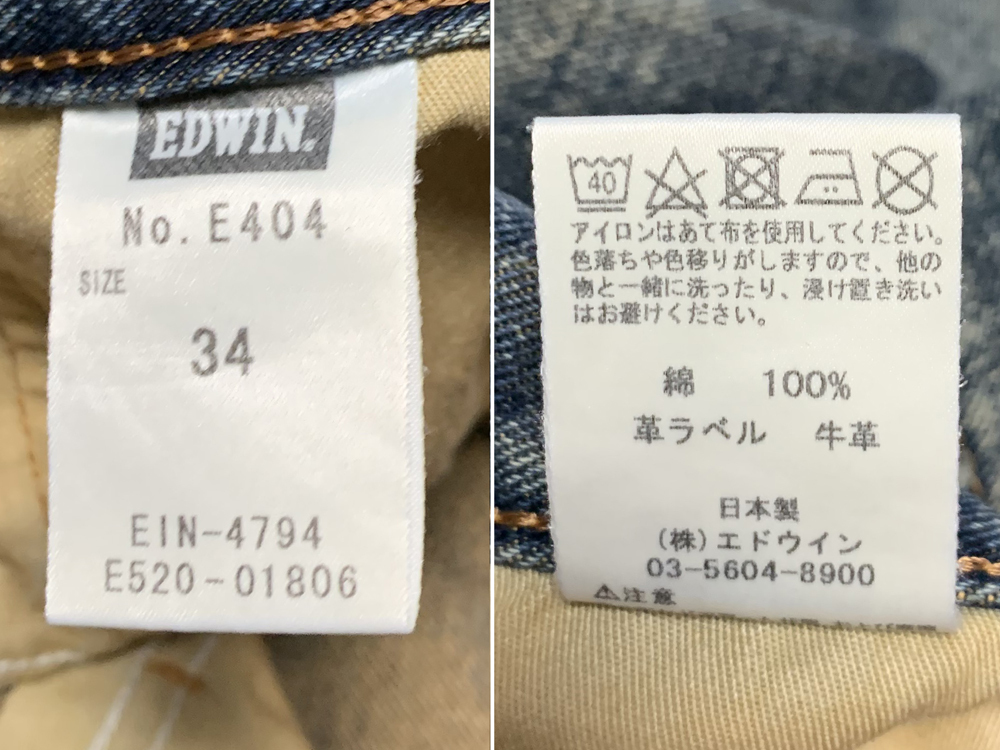 EDWIN.
No. E404
SIZE
34
EIN-4794
E520-01806
40
アイロンはあて布を使用してください。
色落ちや色移りがしますので、他の
物と一緒に洗ったり、浸け置き洗い
はお避けください。
綿 100%
革ラベル 牛革
日本製
(株)エドウイン
03-5604-8900
⚠注意